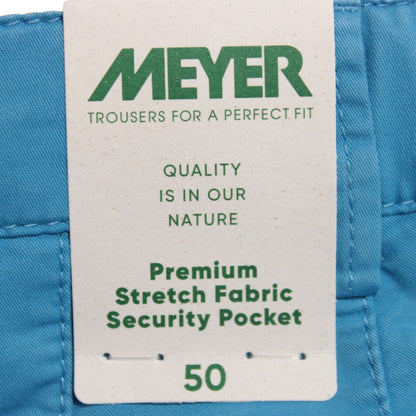 MEYER
TROUSERS FOR A PERFECT FIT
QUALITY
IS IN OUR
NATURE
Premium
Stretch Fabric
Security Pocket
50